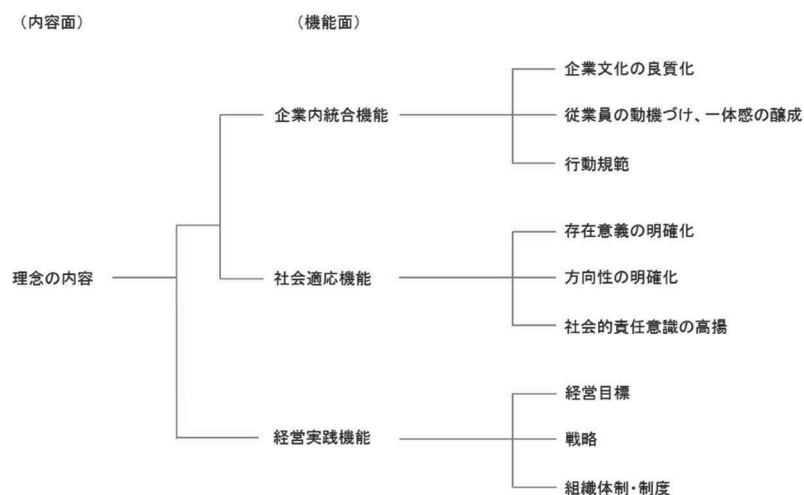 （内容面）
（機能面）
企業文化の良質化
企業内統合機能
従業員の動機づけ、一体感の醸成
行動規範
存在意義の明確化
理念の内容
社会適応機能
方向性の明確化
社会的責任意識の高揚
経営目標
経営実践機能
戦略
組織体制・制度